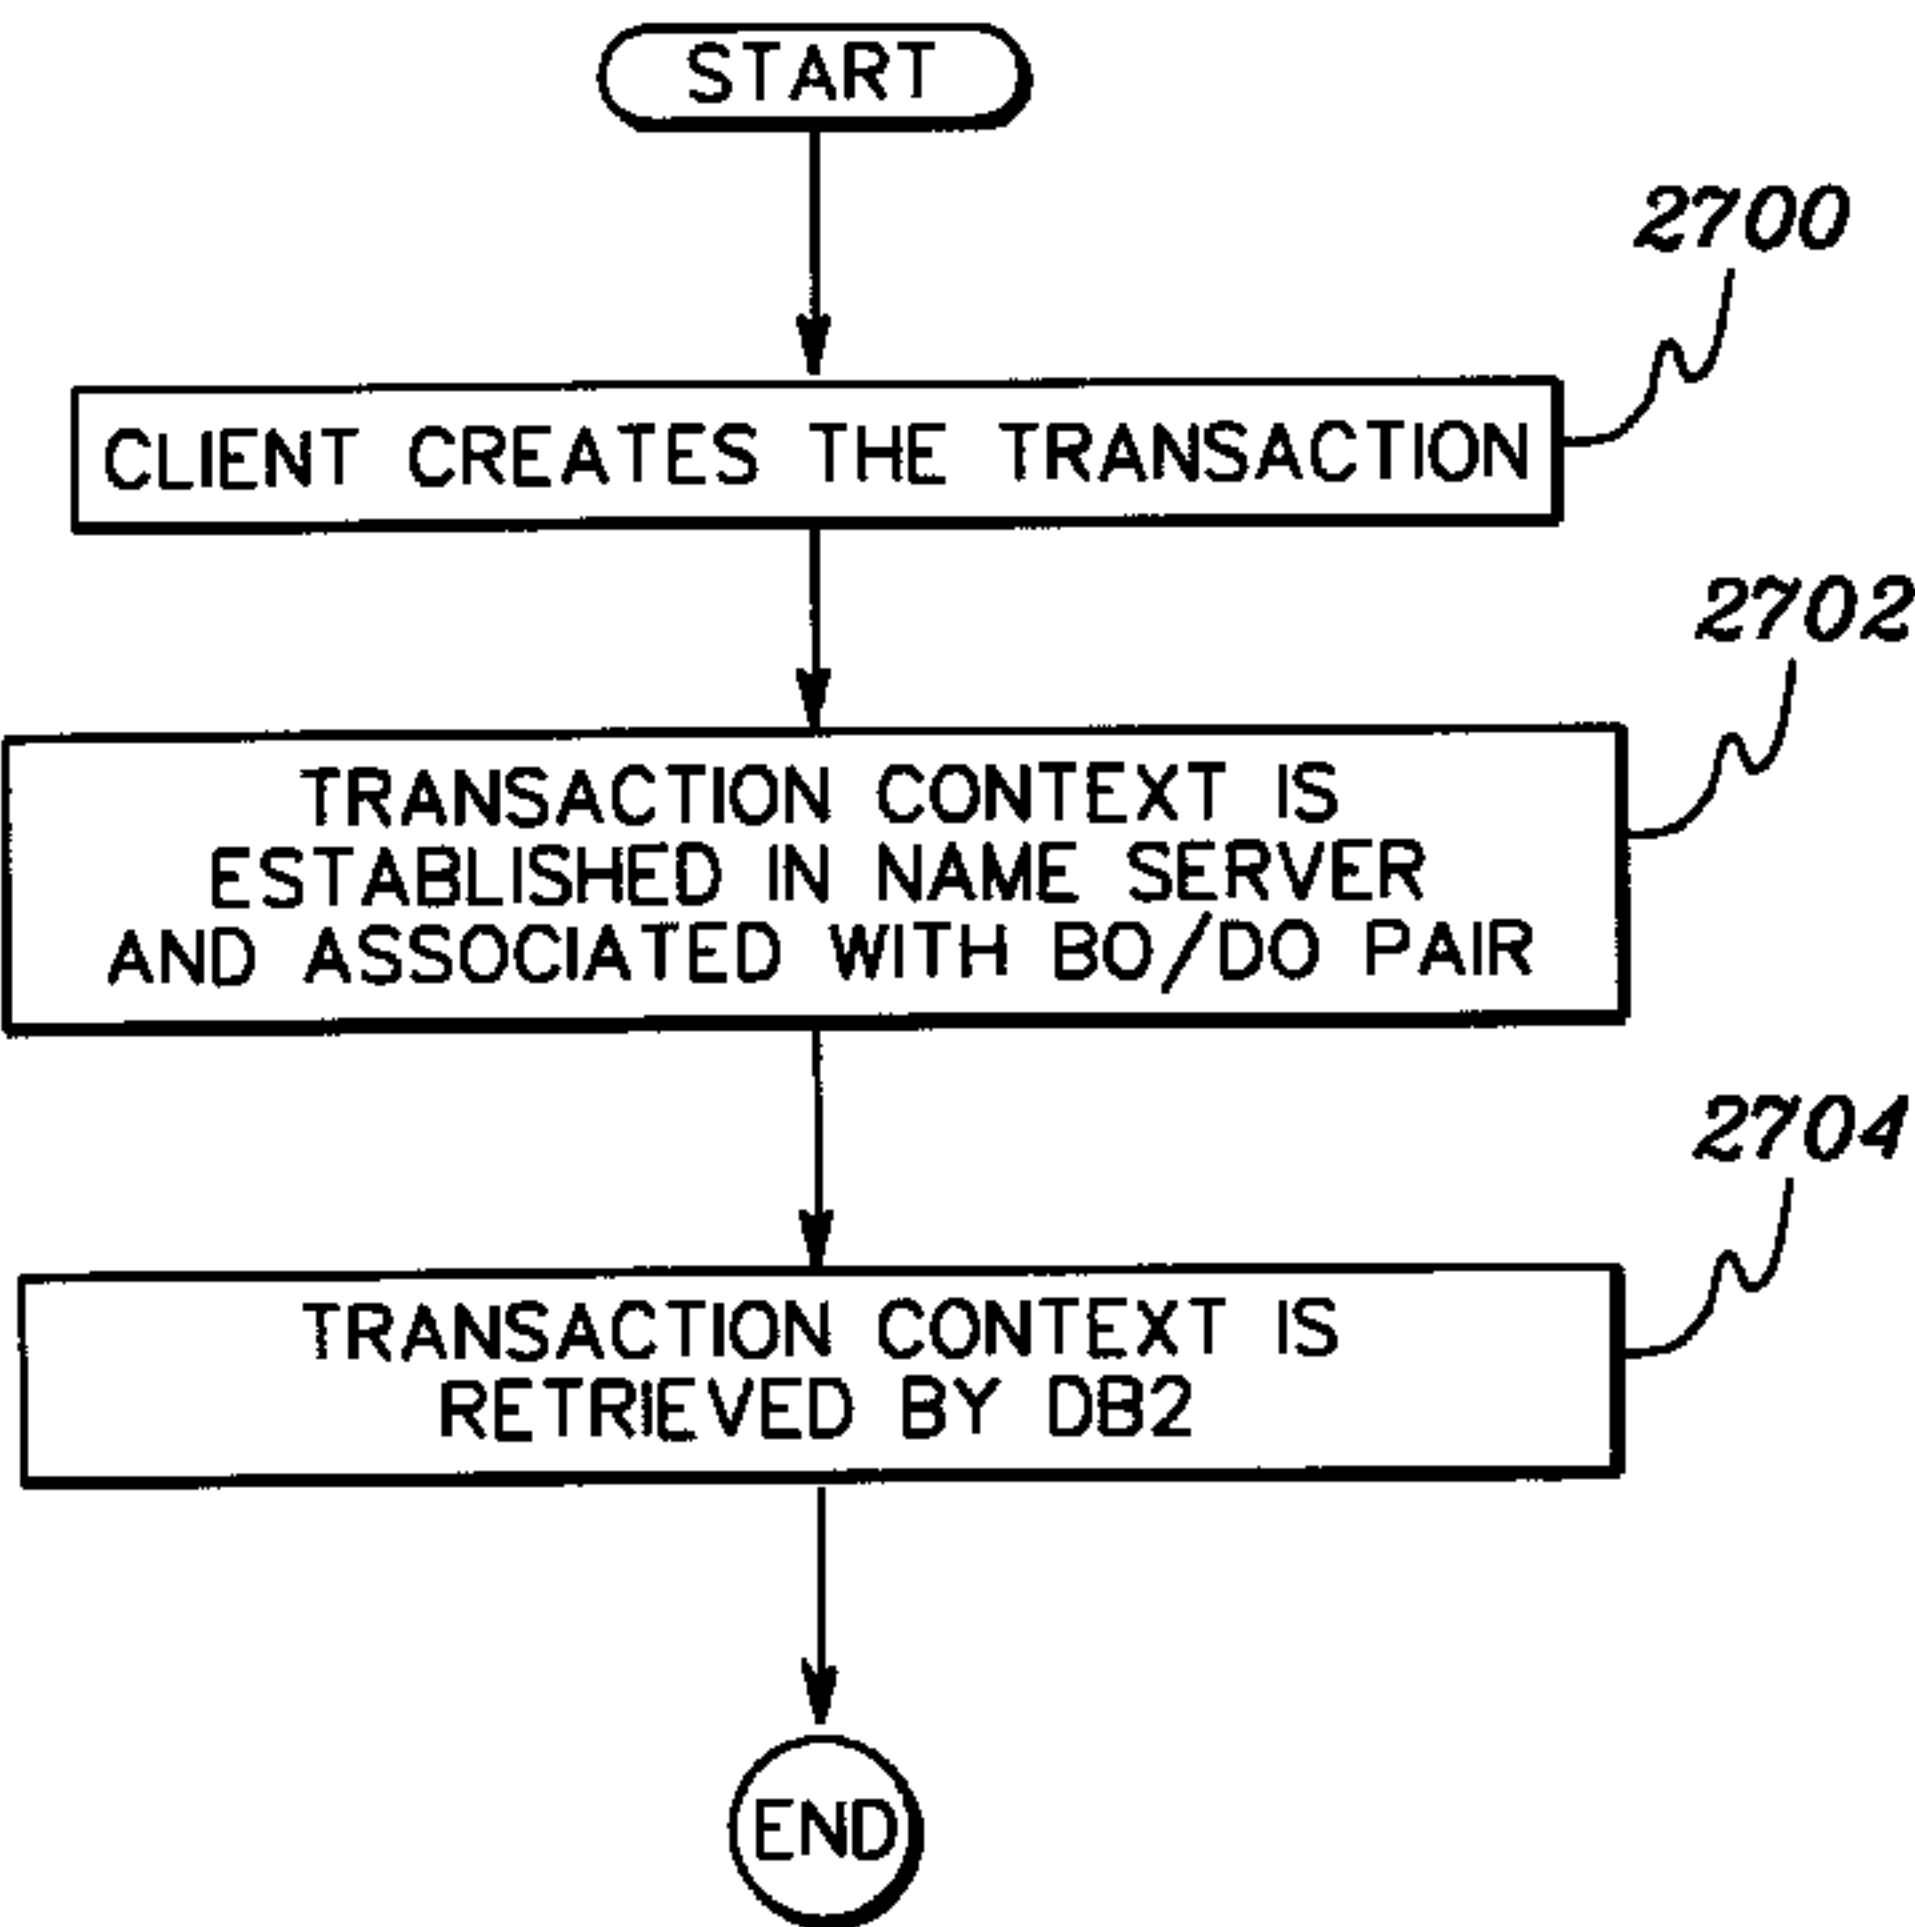 START
2700
CLIENT CREATES THE TRANSACTION
2702
TRANSACTION CONTEXT IS
ESTABLISHED IN NAME SERVER
AND ASSOCIATED WITH BO/DO PAIR
2704
TRANSACTION CONTEXT IS
RETRIEVED BY DB2
END